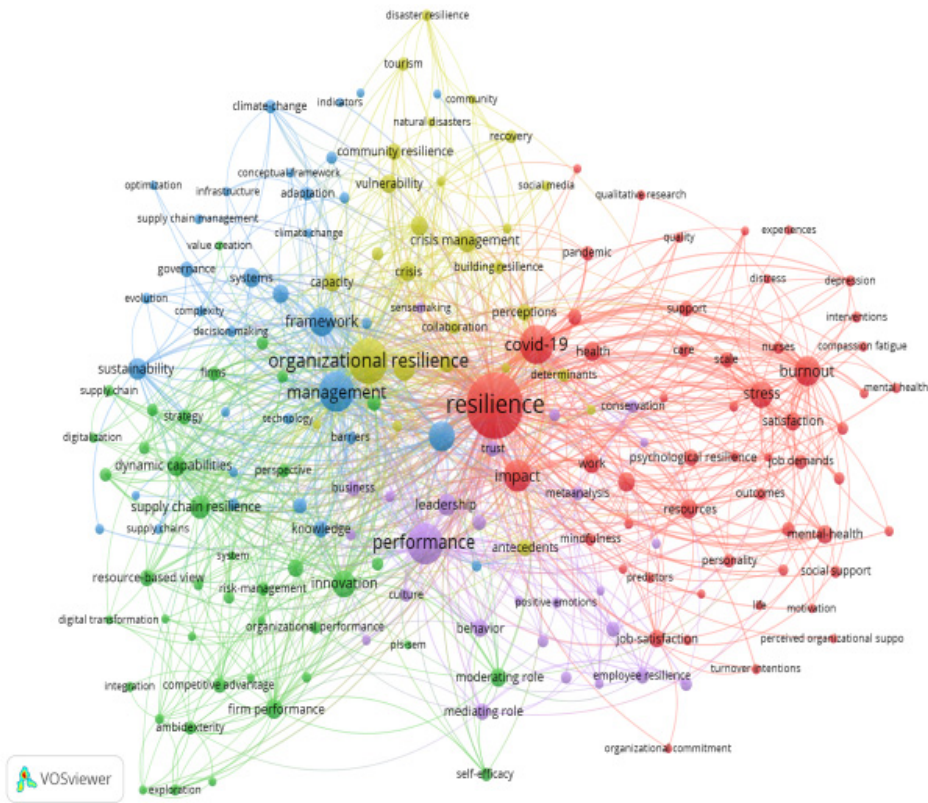 disaster resilience
tourism
climate-change
indicators
community
natural disasters
recovery
community resilience
conceptual-framework
vulnerability
optimization
infrastructure
adaptation
social media
qualitative research
supply chain management
climate change
value creation
crisis management
quality
experiences
pandemic
governance
systems
crisis
building resilience
capacity
distress
depression
evolution
complexity
sensemaking
perceptions
support
interventions
decision-making
framework
collaboration
covid-19
health
care
nurses
compassion fatigue
scale
organizational resilience
sustainability
firms
determinants
burnout
supply chain
management
stress
mental health
resilience
conservation
strategy
technology
satisfaction
digitalization
barriers
trust
dynamic capabilities
perspective
work
psychological resilience
job demands
impact
business
metaanalysis
outcomes
supply chain resilience
leadership
resources
supply chains
knowledge
performance
mindfulness
mental-health
antecedents
system
personality
social support
resource-based view
risk-management
innovation
predictors
culture
positive emotions
life
motivation
digital transformation
organizational performance
behavior
job-satisfaction
perceived organizational suppo
pls-sem
moderating role
employee resilience
turnover intentions
integration
competitive advantage
firm performance
mediating role
ambidexterity
organizational commitment
self-efficacy
exploration
VOSviewer